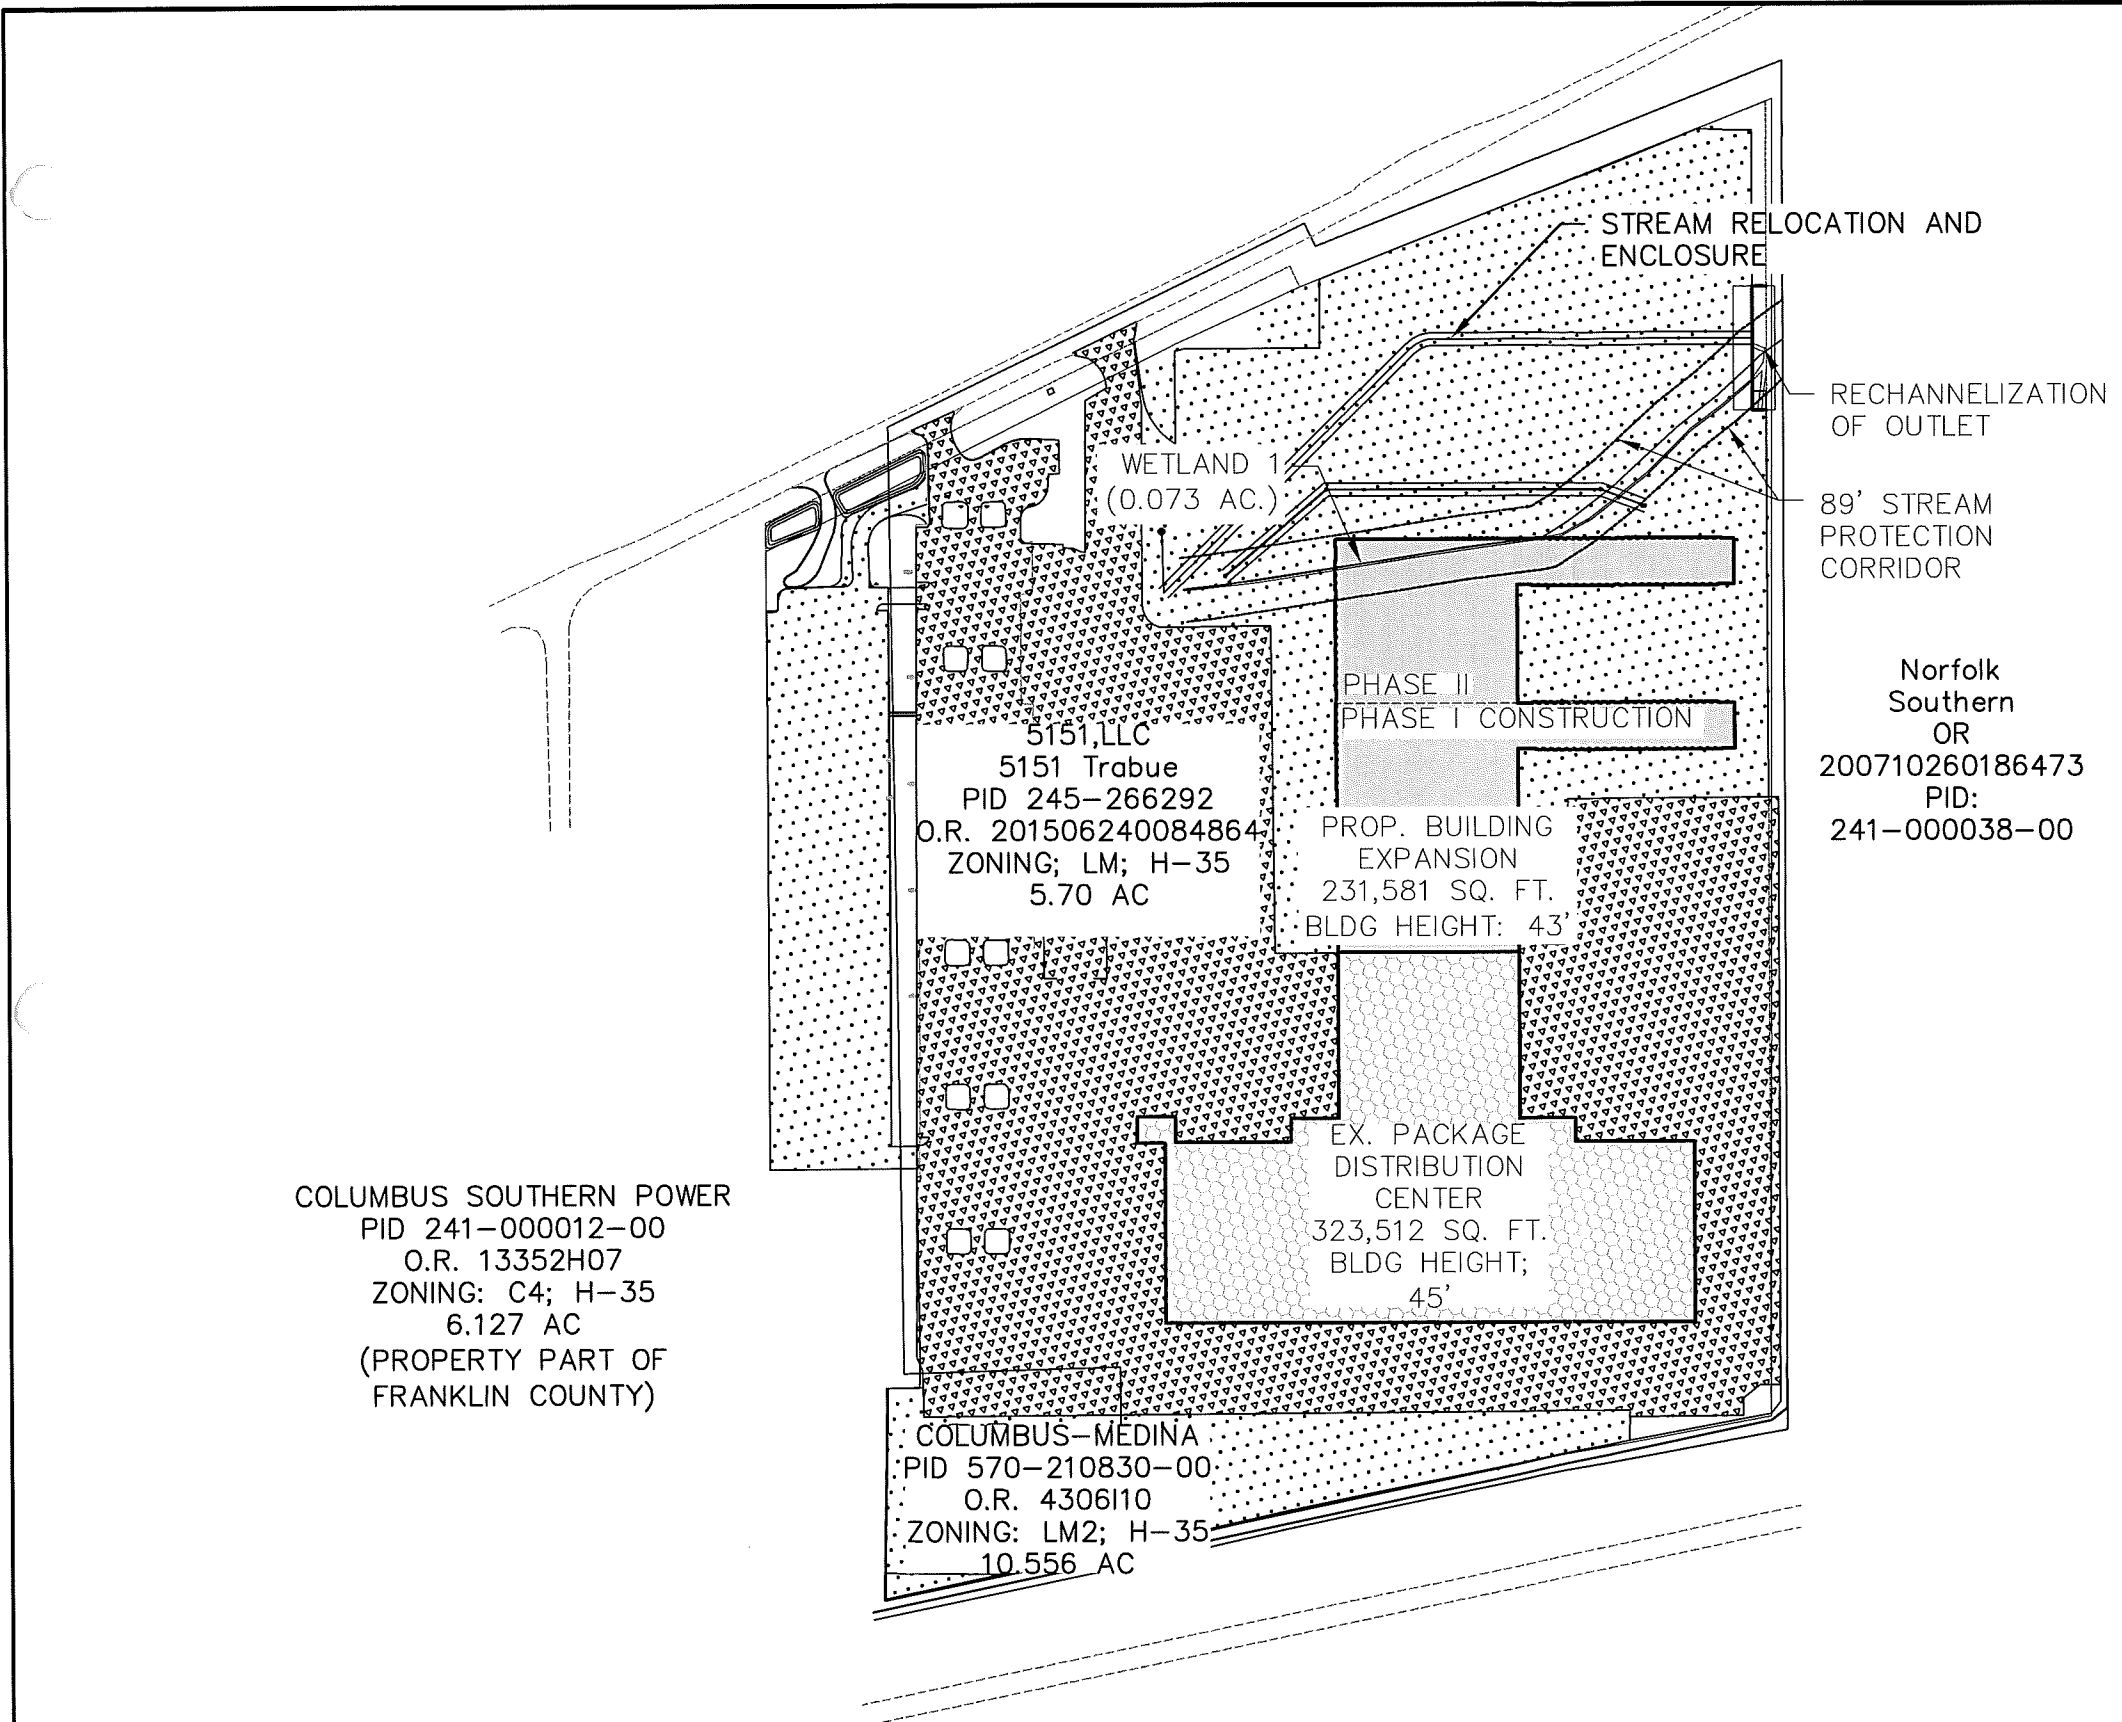 STREAM RELOCATION AND
ENCLOSURE
RECHANNELIZATION
OF OUTLET
WETLAND 1
(0.073 AC.)
89' STREAM
PROTECTION
CORRIDOR
Norfolk
Southern
OR
200710260186473
PID:
241-000038-00
PHASE II
PHASE I CONSTRUCTION
5151,LLC
5151 Trabue
PID 245-266292
O.R. 201506240084864
ZONING; LM; H-35
5.70 AC
PROP. BUILDING
EXPANSION
231,581 SQ. FT.
BLDG HEIGHT: 43'
EX. PACKAGE
DISTRIBUTION
CENTER
323,512 SQ. FT.
BLDG HEIGHT;
45'
COLUMBUS SOUTHERN POWER
PID 241-000012-00
O.R. 13352H07
ZONING: C4; H-35
6.127 AC
(PROPERTY PART OF
FRANKLIN COUNTY)
COLUMBUS-MEDINA
PID 570-210830-00
O.R. 4306I10
ZONING: LM2; H-35
10.556 AC